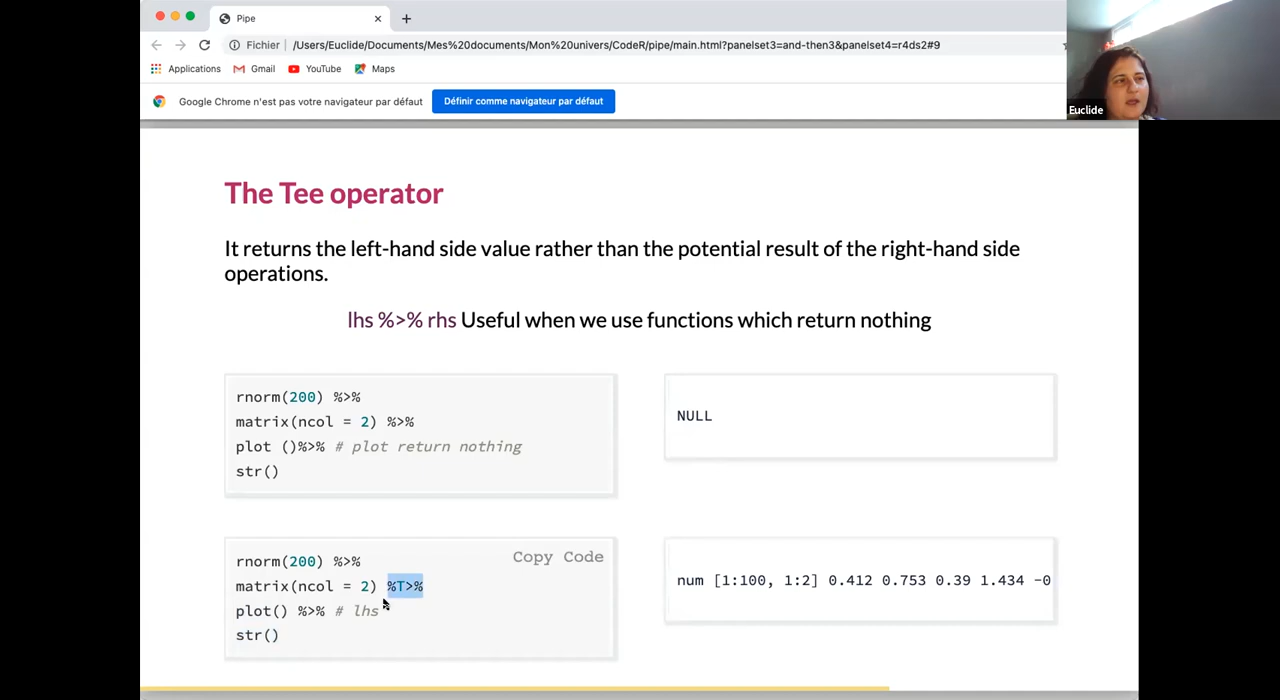 Pipe
Fichier
/Users/Euclide/Documents/Mes%20documents/Mon%20univers/CodeR/pipe/main.html?panelset3=and-then3&panelset4=r4ds2#9
Applications
Gmail
YouTube
Maps
Google Chrome n'est pas votre navigateur par défaut
Définir comme navigateur par défaut
Euclide
The Tee operator
It returns the left-hand side value rather than the potential result of the right-hand side
operations.
lhs %>% rhs Useful when we use functions which return nothing
rnorm(200) %>%
matrix(ncol = 2) %>%
plot ()%>% # plot return nothing
str()
NULL
Copy Code
rnorm(200) %>%
matrix(ncol = 2) %T>%
plot() %>% # lhs
str()
num [1:100, 1:2] 0.412 0.753 0.39 1.434 -0